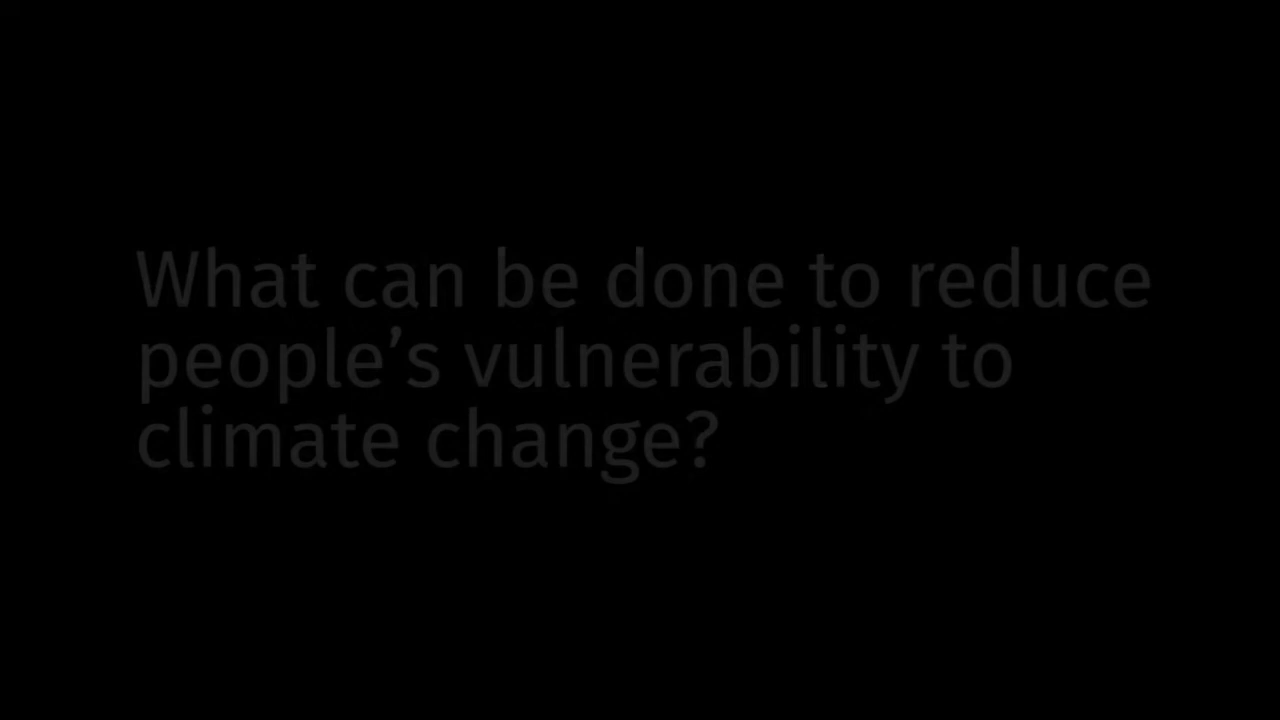 What can be done to reduce
people’s vulnerability to
climate change?